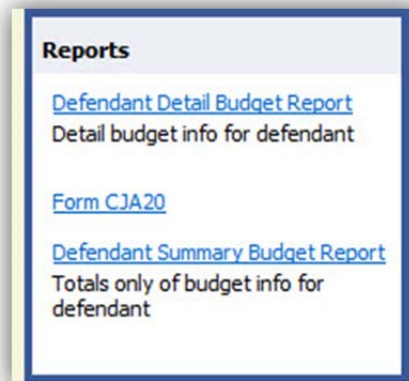 Reports
Defendant Detail Budget Report
Detail budget info for defendant
Form CJA20
Defendant Summary Budget Report
Totals only of budget info for
defendant